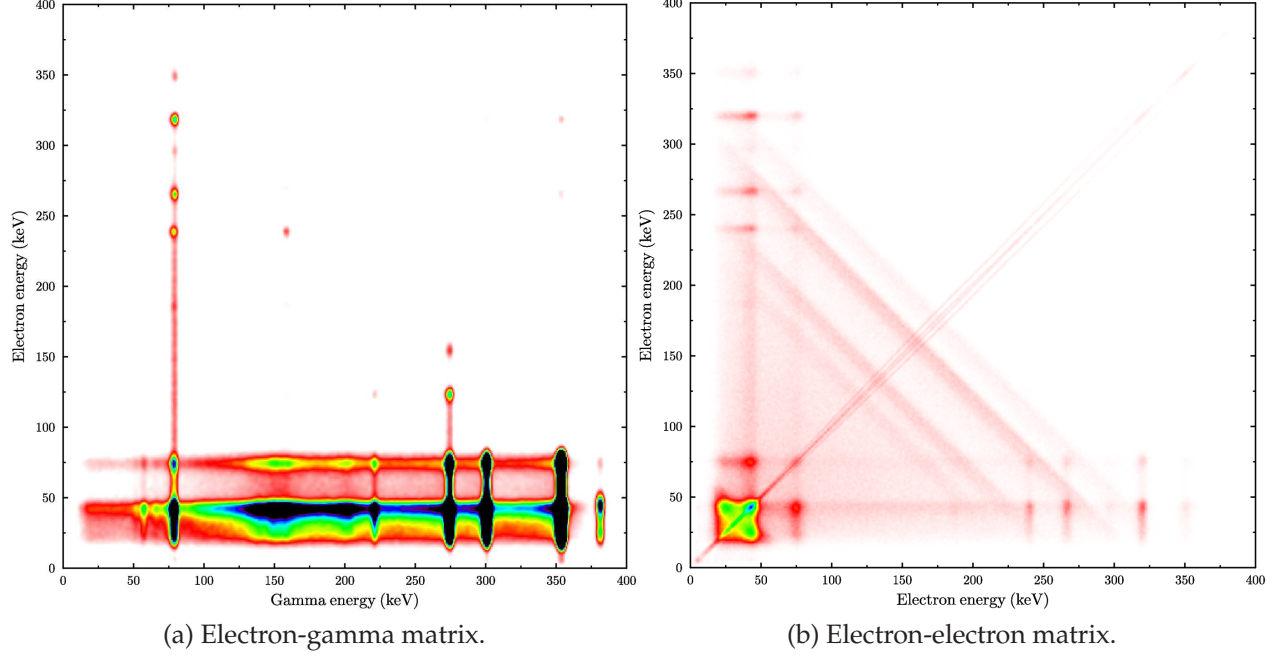 400
350
300
250
200
150
100
50
0
Electron energy (keV)
0 50 100 150 200 250 300 350 400
Gamma energy (keV)
(a) Electron-gamma matrix.
400
350
300
250
200
150
100
50
0
Electron energy (keV)
0 50 100 150 200 250 300 350 400
Electron energy (keV)
(b) Electron-electron matrix.